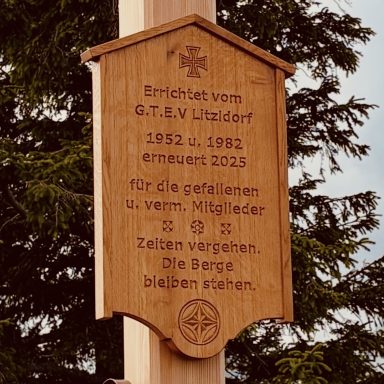 Errichtet vom
G.T.E.V Litzldorf
1952 u. 1982
erneuert 2025
für die gefallenen
u. verm. Mitglieder
Zeiten vergehen.
Die Berge
bleiben stehen.